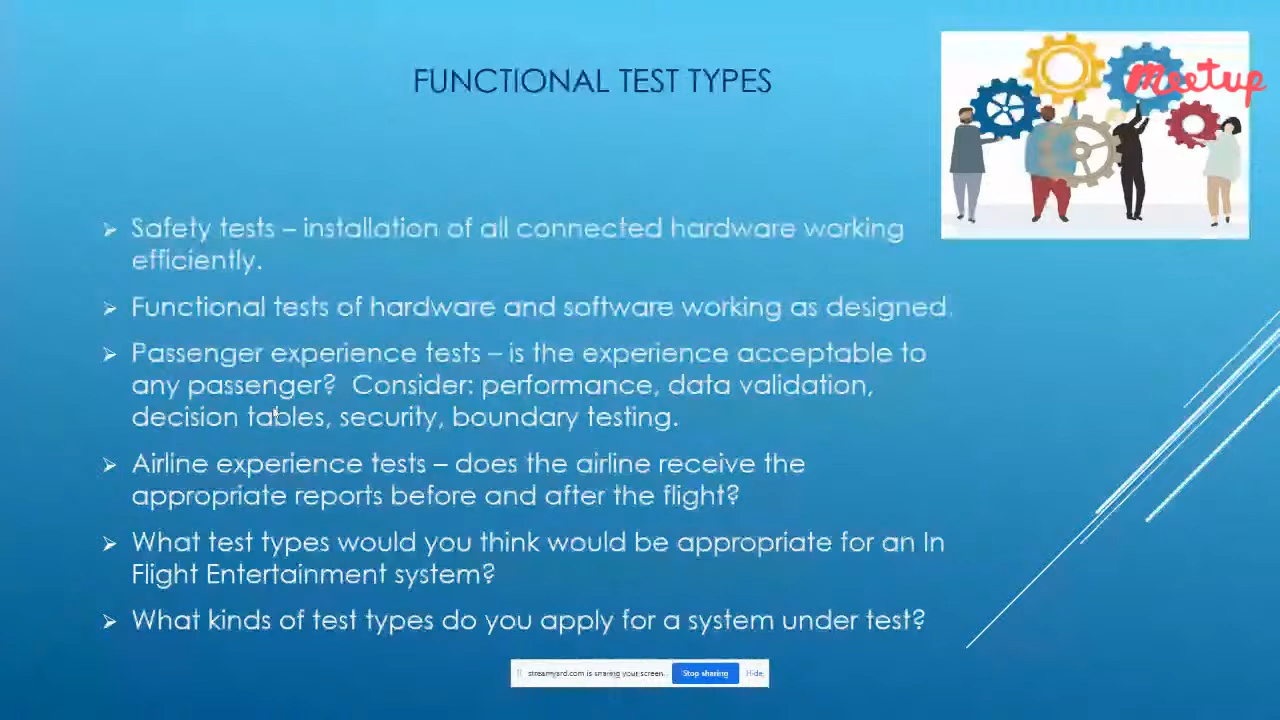 FUNCTIONAL TEST TYPES
meetup
Safety tests – installation of all connected hardware working
efficiently.
Functional tests of hardware and software working as designed.
Passenger experience tests – is the experience acceptable to
any passenger? Consider: performance, data validation,
decision tables, security, boundary testing.
Airline experience tests – does the airline receive the
appropriate reports before and after the flight?
What test types would you think would be appropriate for an In
Flight Entertainment system?
What kinds of test types do you apply for a system under test?
streamyard.com is sharing your screen. Stop sharing Hide